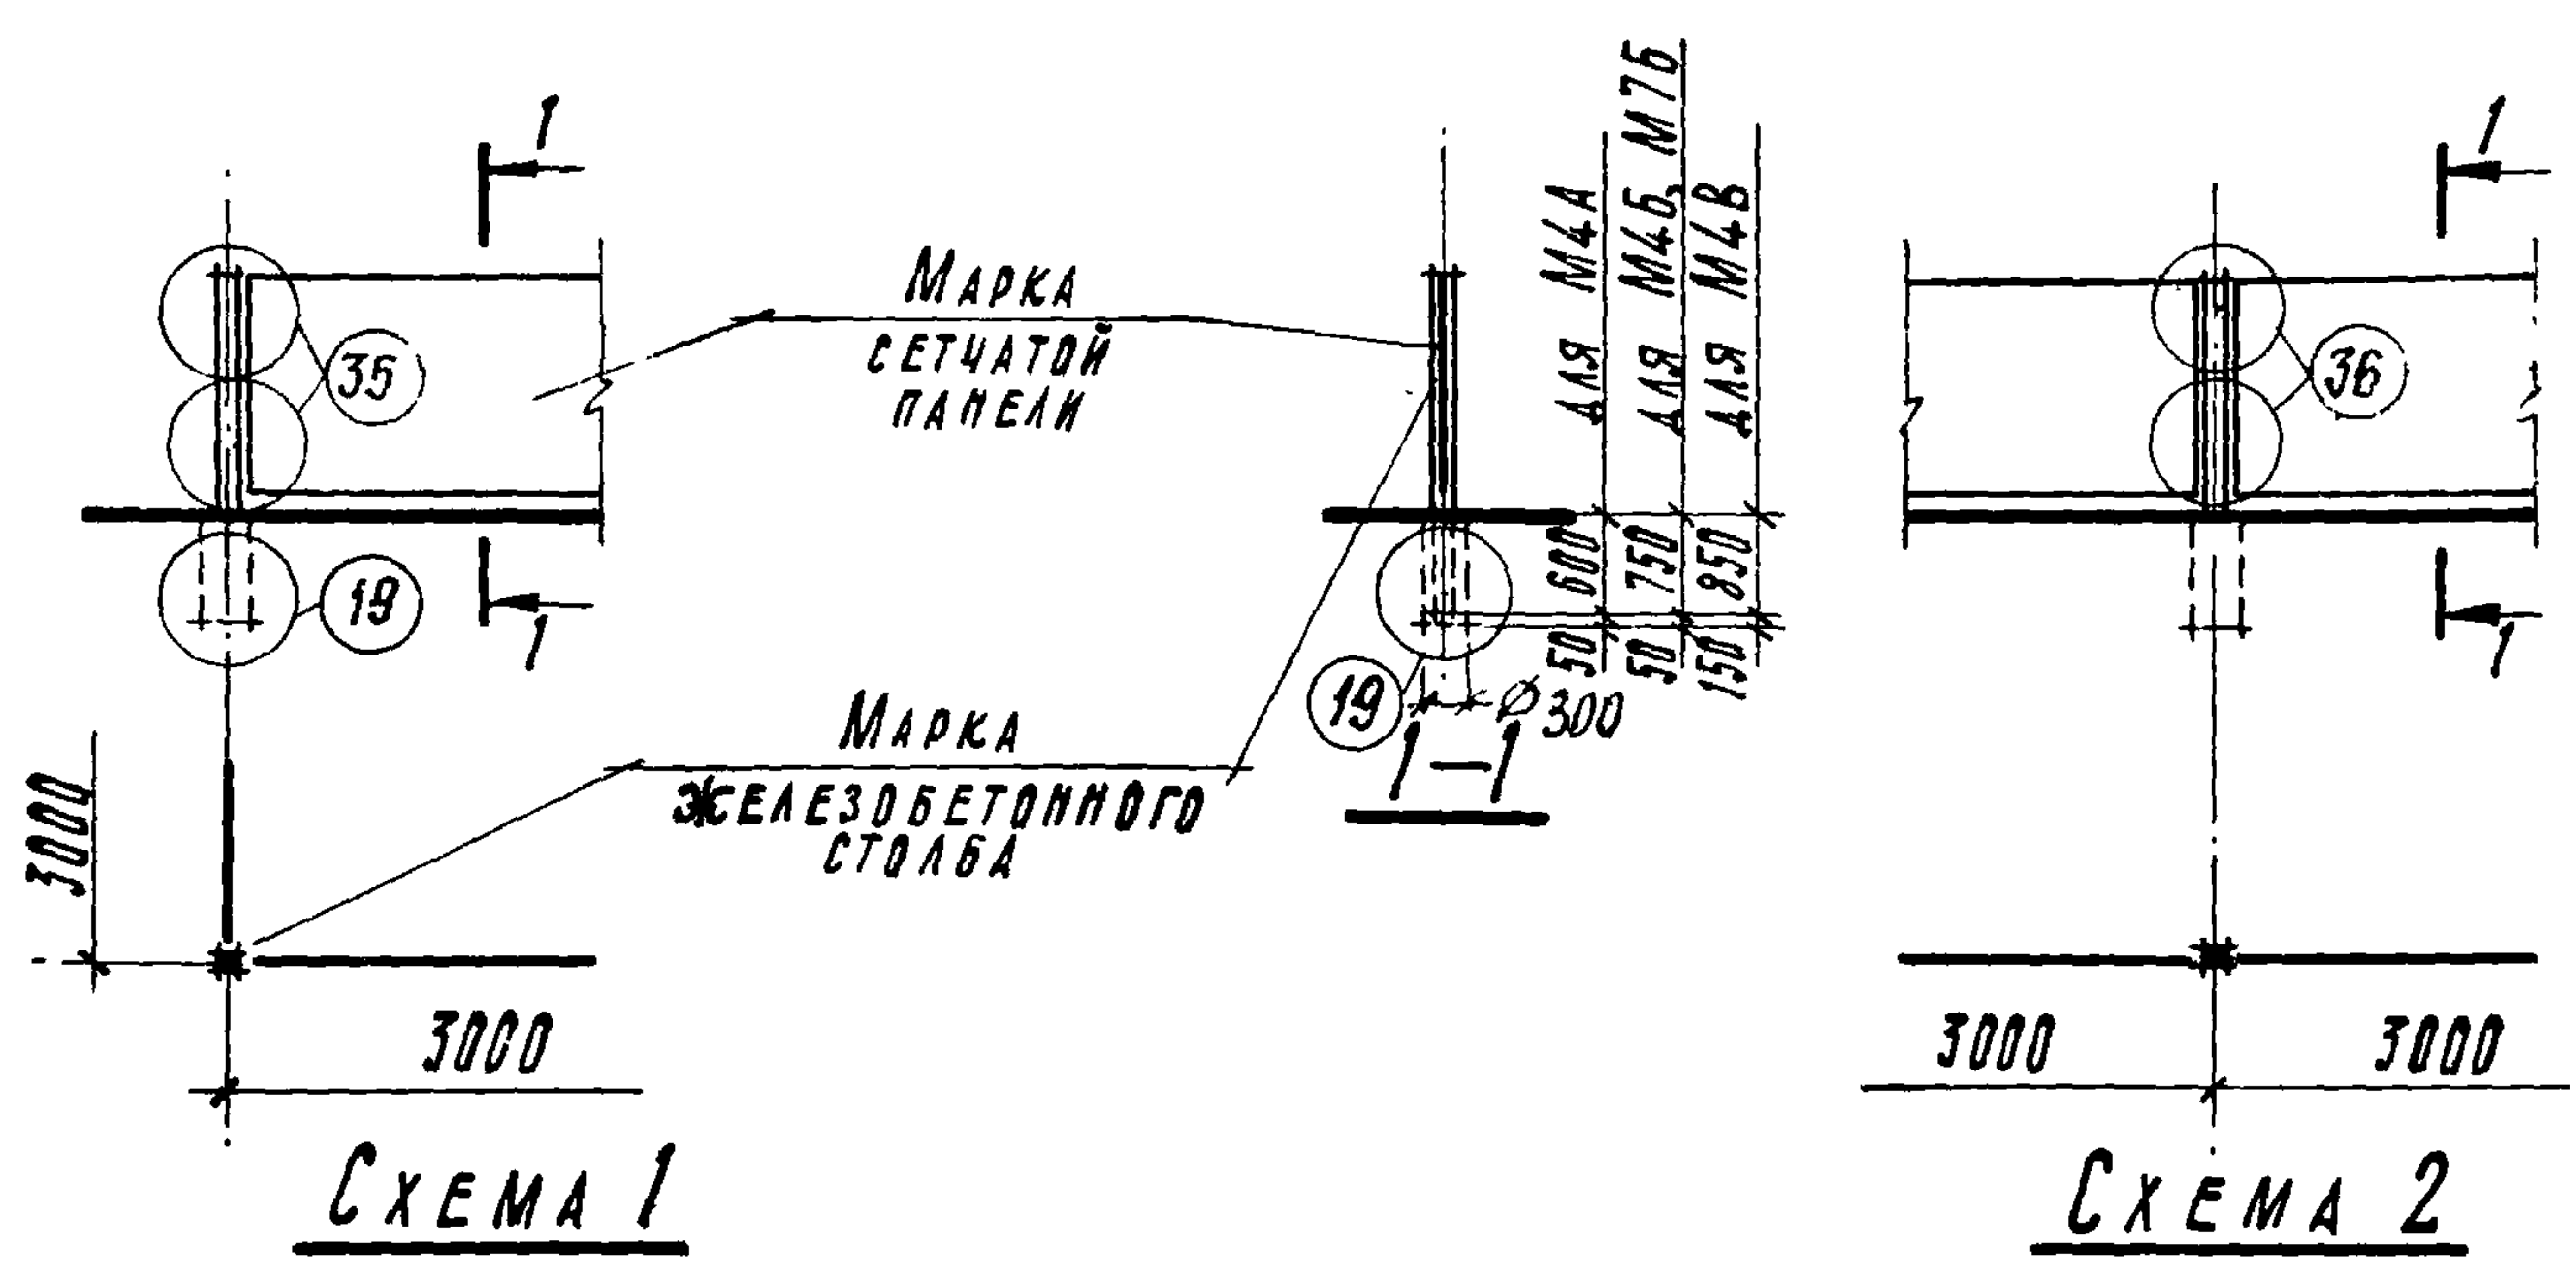 1
35
19
1
3000
3000
Схема 1
Марка
сетчатой
панели
Марка
железобетонного
столба
для М4А
для М4Б, М7Б
для М4В
600
750
850
50
50
150
19
Ø300
1—1
1
36
1
3000
3000
Схема 2